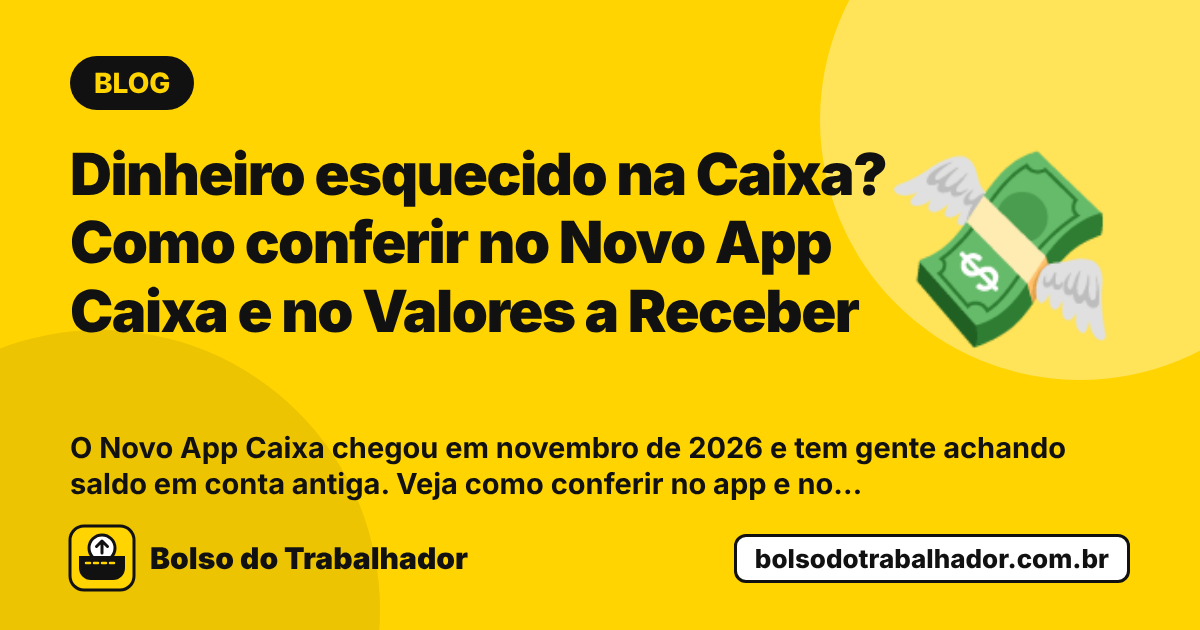 BLOG
Dinheiro esquecido na Caixa?
Como conferir no Novo App
Caixa e no Valores a Receber
$
O Novo App Caixa chegou em novembro de 2026 e tem gente achando
saldo em conta antiga. Veja como conferir no app e no...
Bolso do Trabalhador
bolsodotrabalhador.com.br